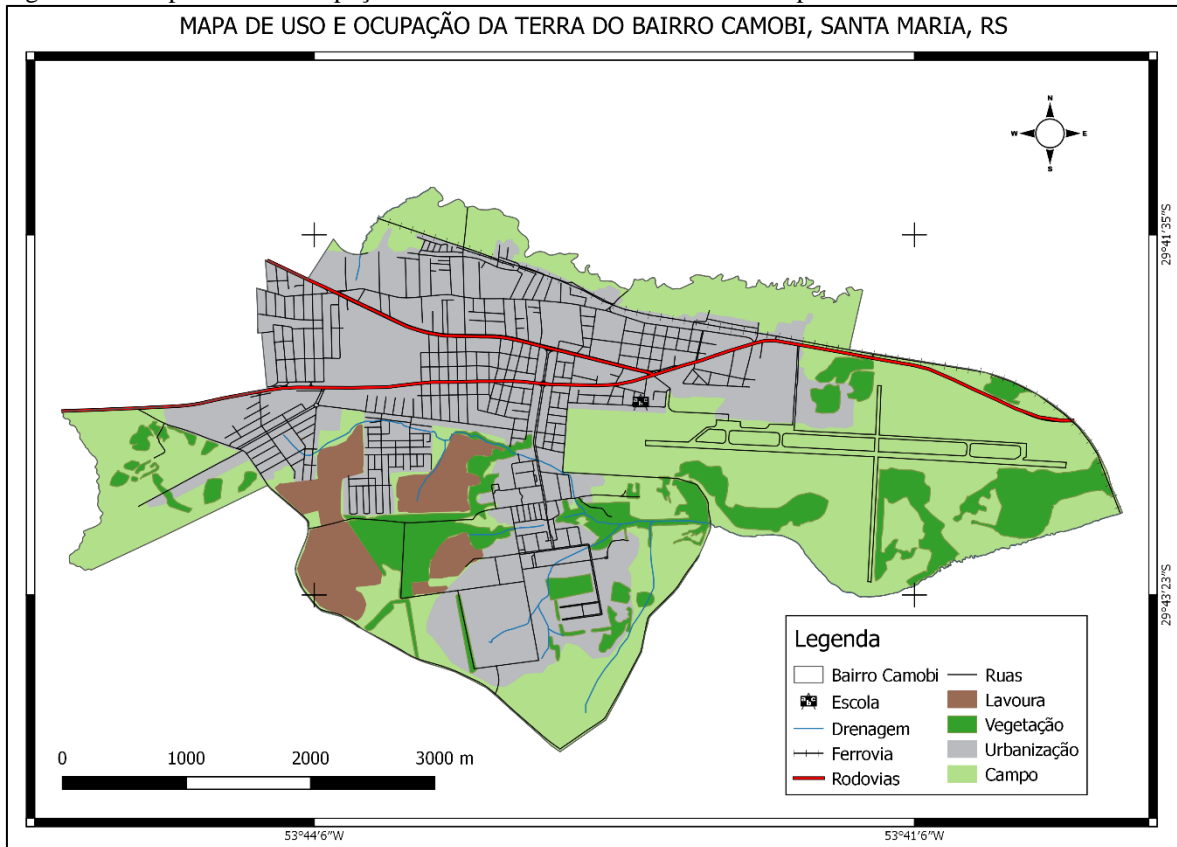 MAPA DE USO E OCUPAÇÃO DA TERRA DO BAIRRO CAMOBI, SANTA MARIA, RS
N
W E
S
29°41'35"S
29°43'23"S
Legenda
Bairro Camobi
Escola
Drenagem
Ferrovia
Rodovias
Ruas
Lavoura
Vegetação
Urbanização
Campo
0 1000 2000 3000 m
53°44'6"W 53°41'6"W